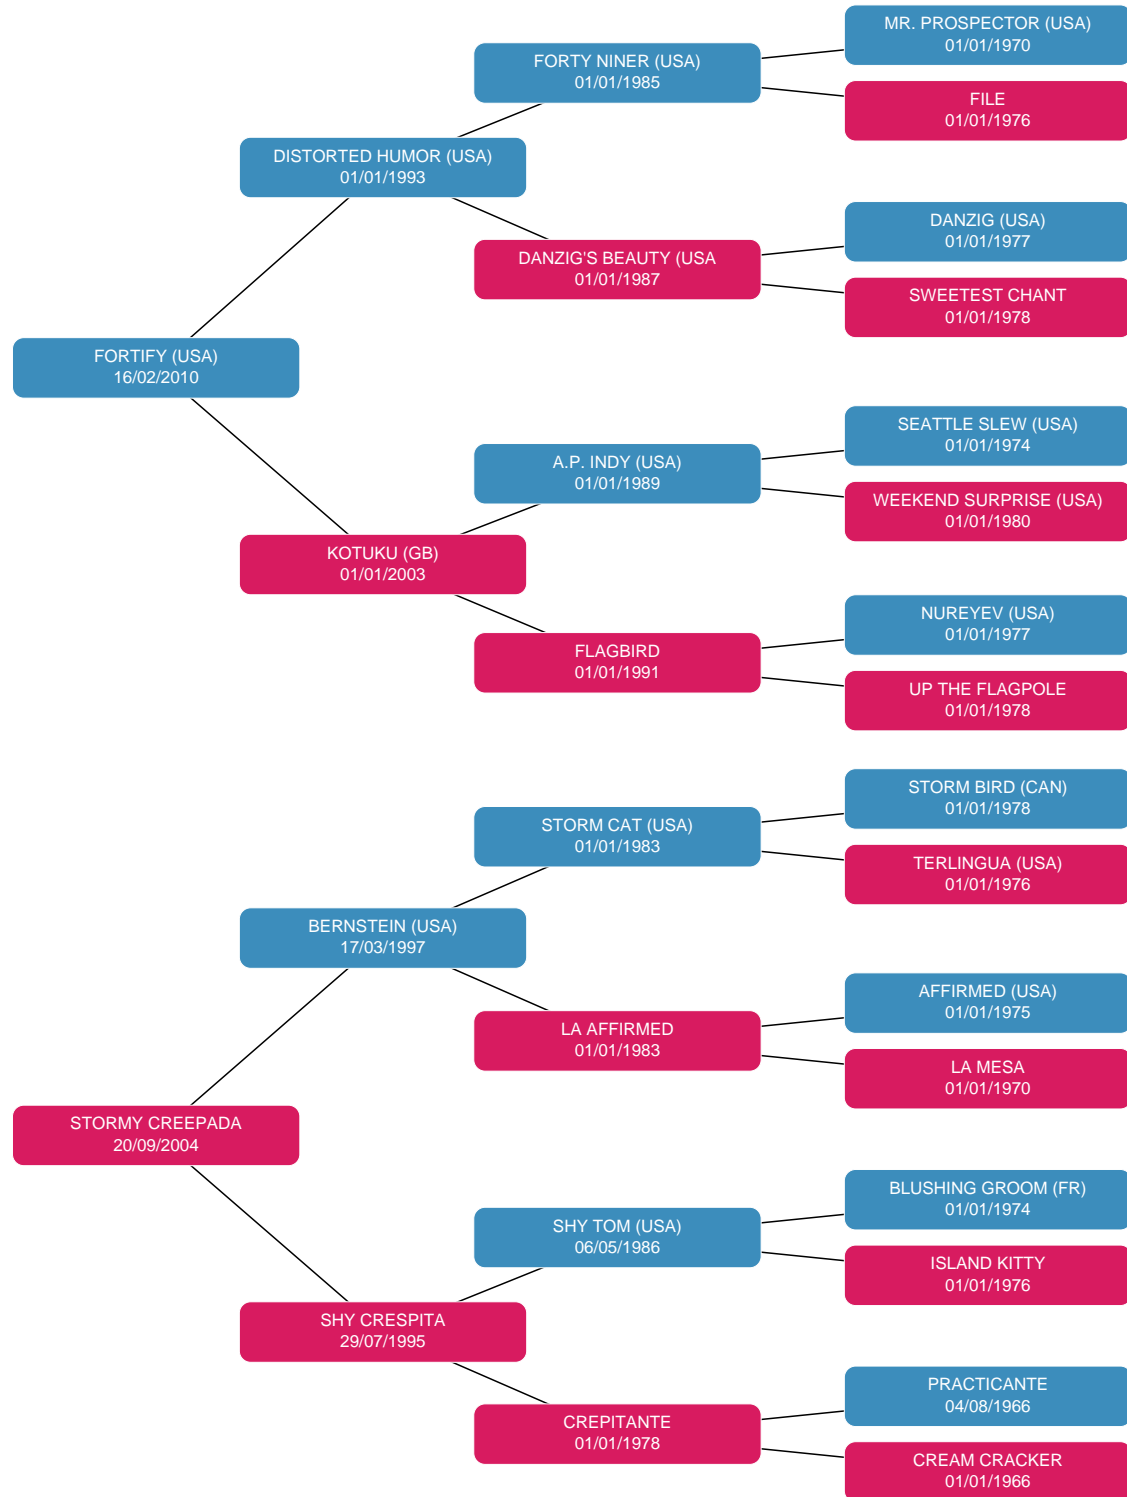 MR. PROSPECTOR (USA)
01/01/1970
FORTY NINER (USA)
01/01/1985
FILE
01/01/1976
DISTORTED HUMOR (USA)
01/01/1993
DANZIG (USA)
01/01/1977
DANZIG'S BEAUTY (USA
01/01/1987
SWEETEST CHANT
01/01/1978
FORTIFY (USA)
16/02/2010
SEATTLE SLEW (USA)
01/01/1974
A.P. INDY (USA)
01/01/1989
WEEKEND SURPRISE (USA)
01/01/1980
KOTUKU (GB)
01/01/2003
NUREYEV (USA)
01/01/1977
FLAGBIRD
01/01/1991
UP THE FLAGPOLE
01/01/1978
STORM BIRD (CAN)
01/01/1978
STORM CAT (USA)
01/01/1983
TERLINGUA (USA)
01/01/1976
BERNSTEIN (USA)
17/03/1997
AFFIRMED (USA)
01/01/1975
LA AFFIRMED
01/01/1983
LA MESA
01/01/1970
STORMY CREEPADA
20/09/2004
BLUSHING GROOM (FR)
01/01/1974
SHY TOM (USA)
06/05/1986
ISLAND KITTY
01/01/1976
SHY CRESPITA
29/07/1995
PRACTICANTE
04/08/1966
CREPITANTE
01/01/1978
CREAM CRACKER
01/01/1966